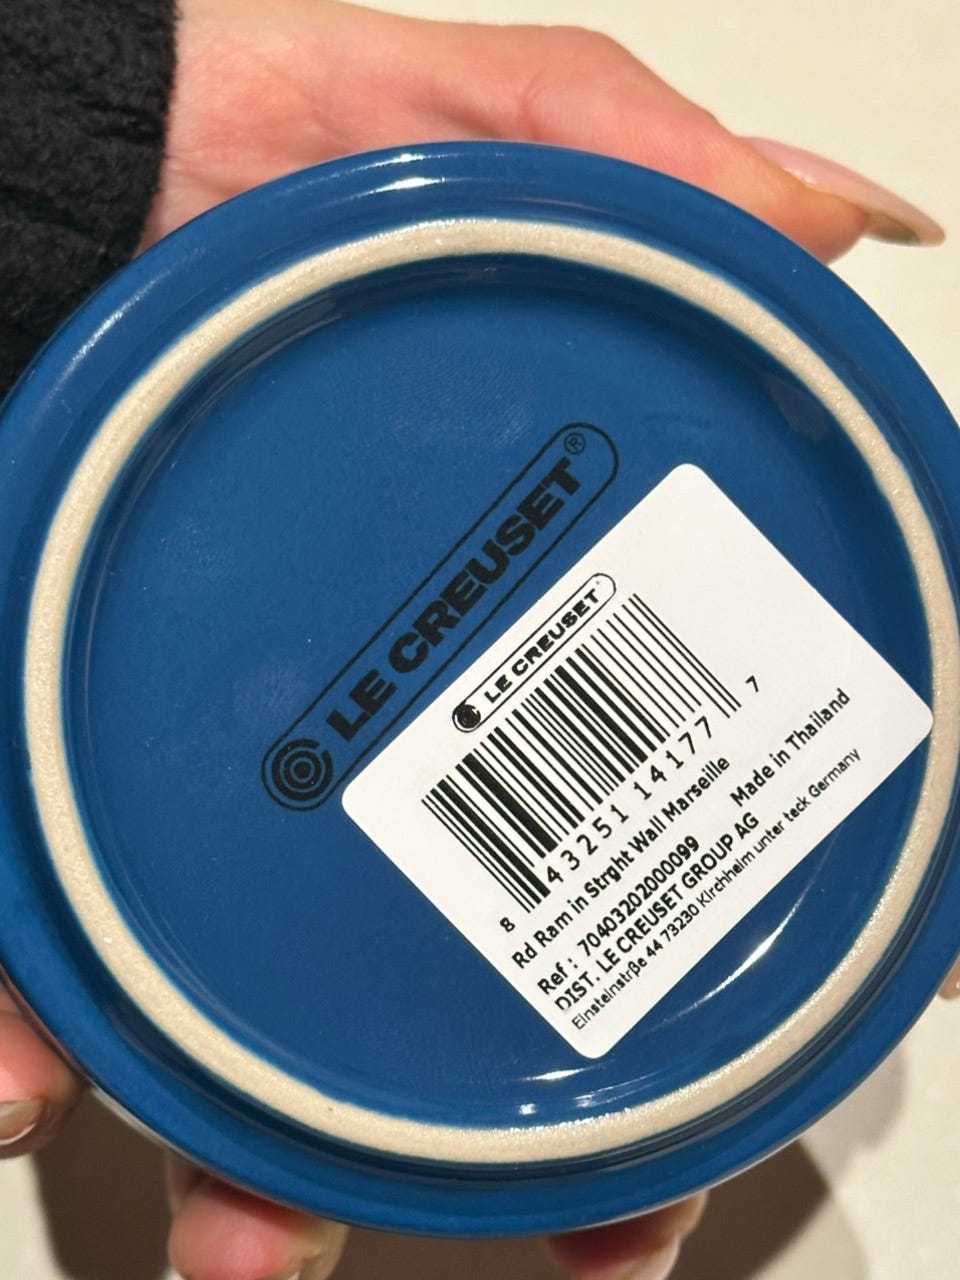 LE CREUSET®
LE CREUSET
8 43251 14177 7
Rd Ram in Strght Wall Marseille
Ref : 70403202000099 Made in Thailand
DIST. LE CREUSET GROUP AG
Einsteinstrβe 44 73230 Kirchheim unter teck Germany